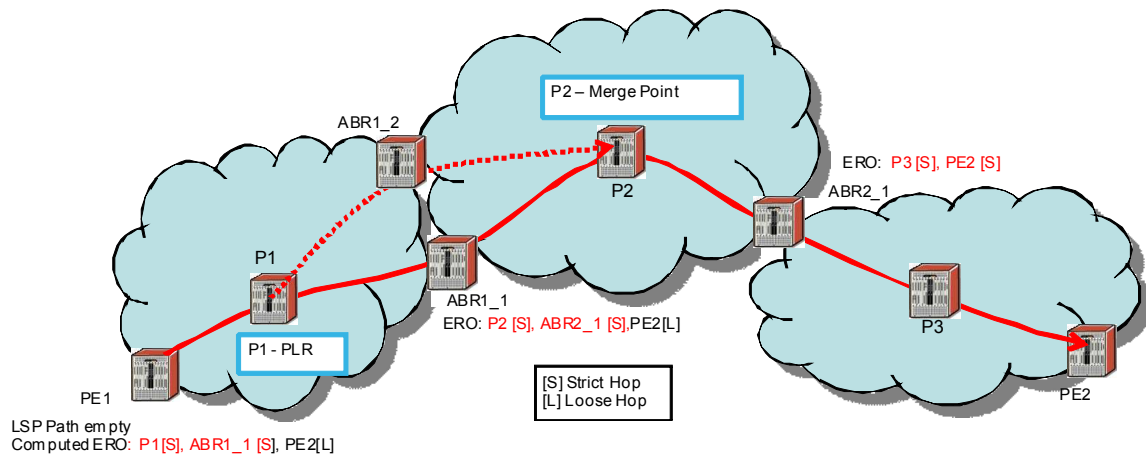 P2 – Merge Point
ABR1_2
P2
ERO: P3 [S], PE2 [S]
ABR2_1
P1
ABR1_1
ERO: P2 [S], ABR2_1 [S],PE2[L]
P3
P1 - PLR
PE1
[S] Strict Hop
[L] Loose Hop
PE2
LSP Path empty
Computed ERO: P1[S], ABR1_1 [S], PE2[L]